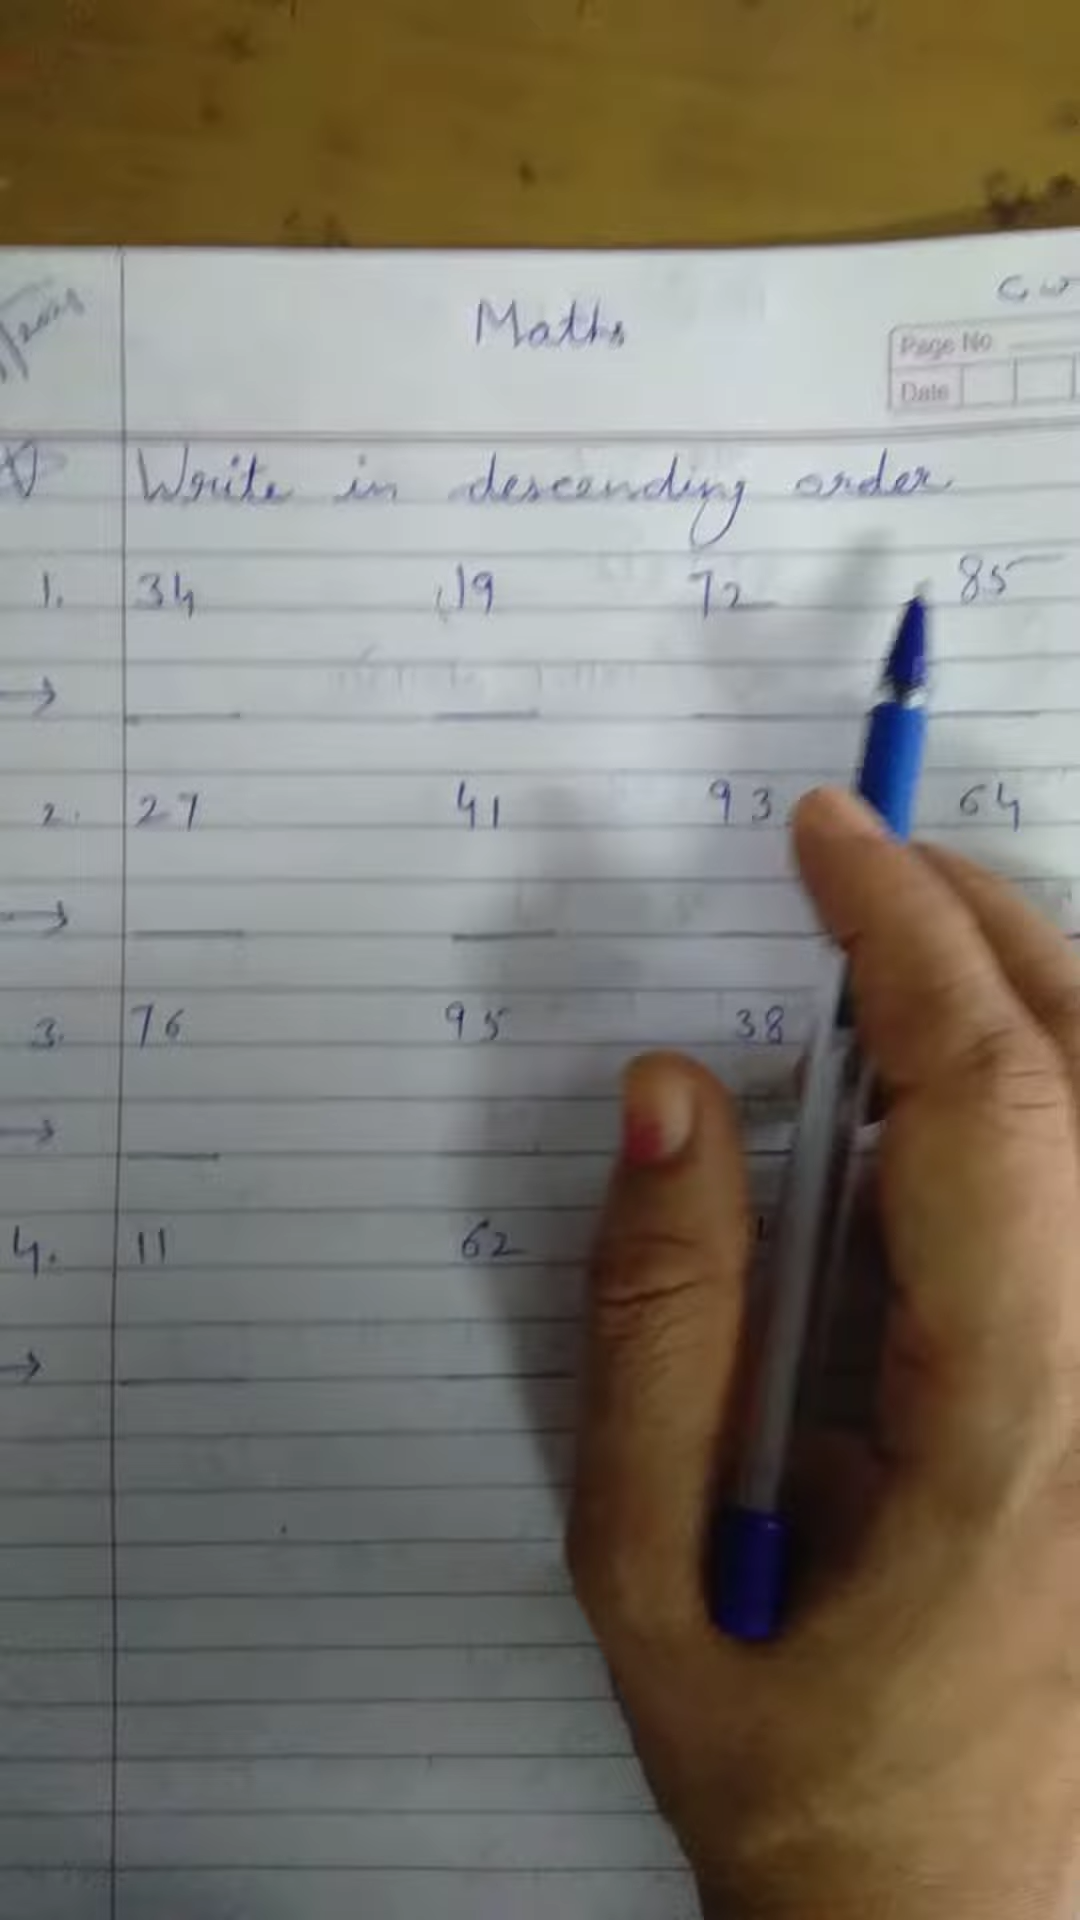 Maths
CW
Page No
Date
Write in descending order
1. 34 19 72 85
2. 27 41 93 64
3. 76 95 38
4. 11 62